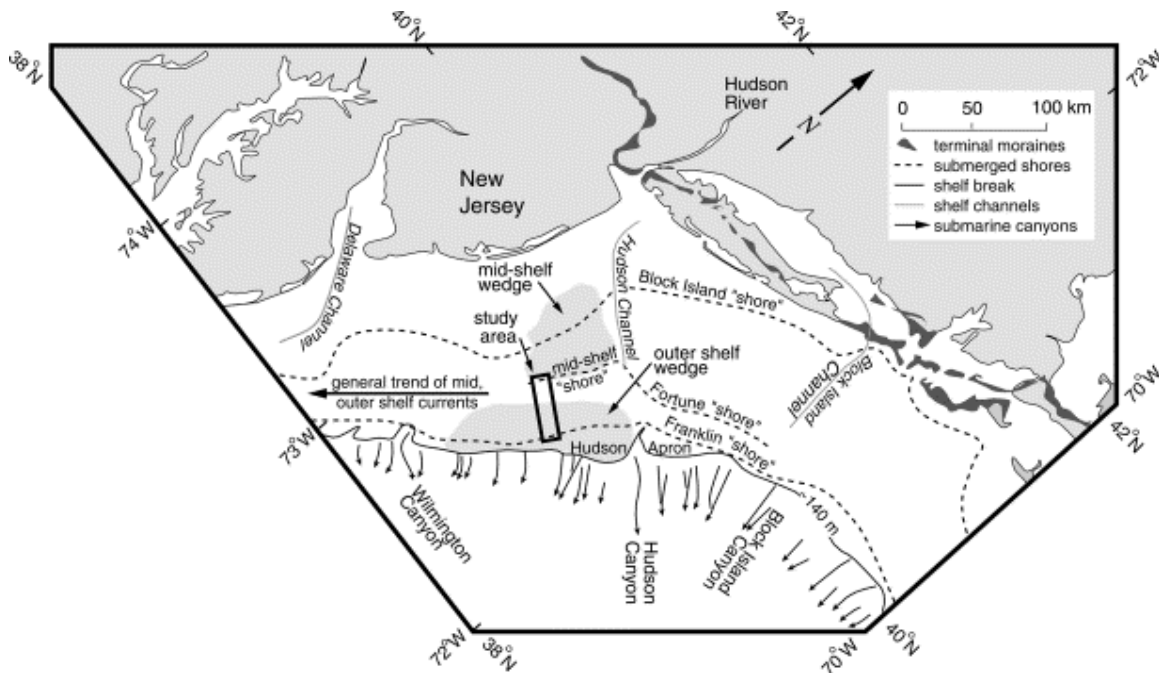 40°N
42°N
38°N
72°W
Hudson
River
N
0 50 100 km
terminal moraines
submerged shores
shelf break
shelf channels
submarine canyons
New
Jersey
74°W
Delaware Channel
mid-shelf
wedge
Hudson Channel
Block Island "shore"
study
area
mid-shelf
"shore"
outer shelf
wedge
Block Island
Channel
general trend of mid,
outer shelf currents
Fortune "shore"
Franklin "shore"
70°W
42°N
73°W
Hudson Apron
140 m
Wilmington
Canyon
Hudson
Canyon
Block Island
Canyon
72°W
38°N
70°W
40°N